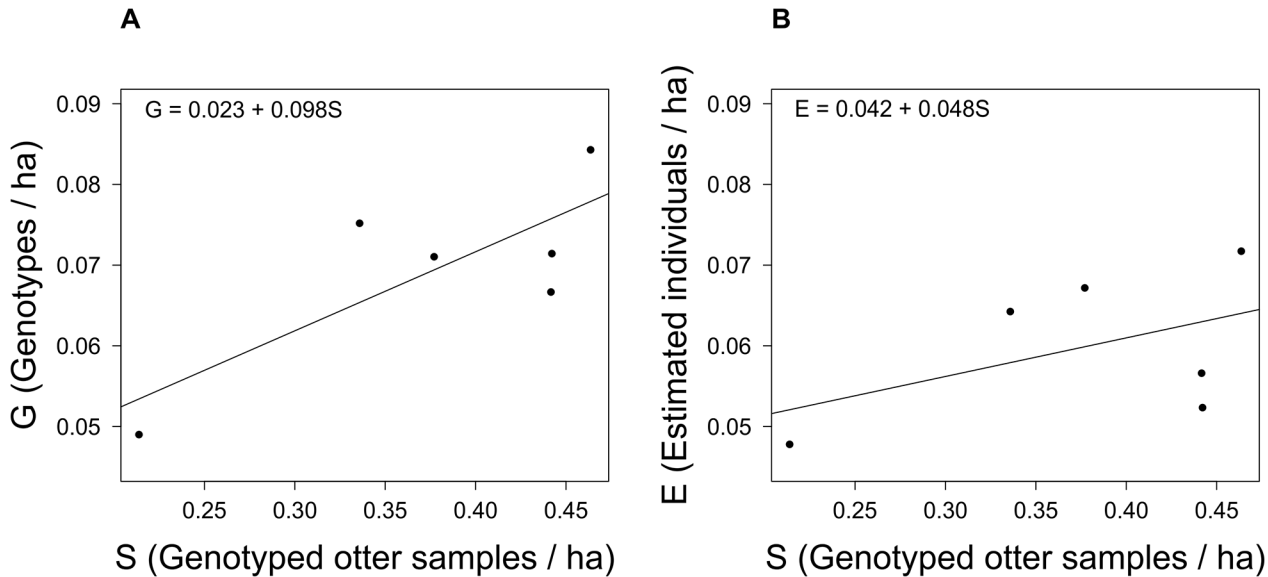 A
G = 0.023 + 0.098S
G (Genotypes / ha)
0.09
0.08
0.07
0.06
0.05
0.25 0.30 0.35 0.40 0.45
S (Genotyped otter samples / ha)
B
E = 0.042 + 0.048S
E (Estimated individuals / ha)
0.09
0.08
0.07
0.06
0.05
0.25 0.30 0.35 0.40 0.45
S (Genotyped otter samples / ha)